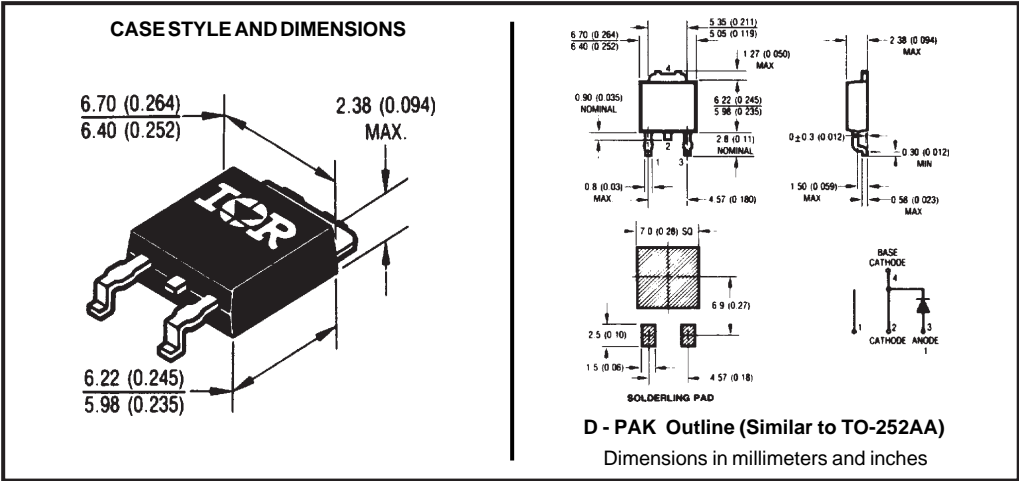 CASE STYLE AND DIMENSIONS
6.70 (0.264)
6.40 (0.252)
2.38 (0.094)
MAX.
IOR
6.22 (0.245)
5.98 (0.235)
5 35 (0.211)
5 05 (0 119)
6 70 (0 264)
6 40 (0 252)
1 27 (0 050)
MAX
4
0 90 (0 035)
NOMINAL
6 22 (0 245)
5 98 (0 235)
2
2 8 (0 11)
NOMINAL
1
3
0 8 (0 03)
MAX.
4 57 (0 180)
2 38 (0 094)
MAX
0±0 3 (0 012)
0 30 (0 012)
MIN
1 50 (0 059)
MAX
0 56 (0 023)
MAX
7 0 (0 28) SQ
6 9 (0 27)
2 5 (0 10)
1 5 (0 06)
4 57 (0 18)
SOLDERLING PAD
BASE
CATHODE
4
1
2
3
CATHODE ANODE
1
D - PAK Outline (Similar to TO-252AA)
Dimensions in millimeters and inches